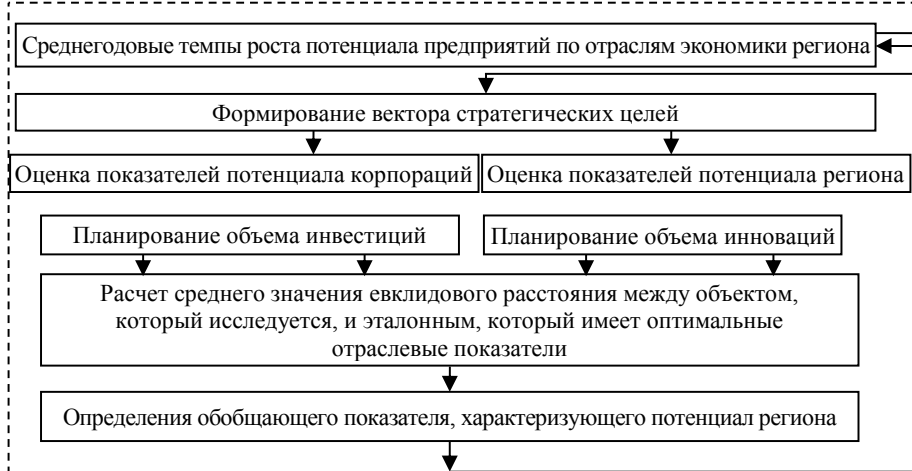 Среднегодовые темпы роста потенциала предприятий по отраслям экономики региона
Формирование вектора стратегических целей
Оценка показателей потенциала корпораций
Оценка показателей потенциала региона
Планирование объема инвестиций
Планирование объема инноваций
Расчет среднего значения евклидового расстояния между объектом,
который исследуется, и эталонным, который имеет оптимальные
отраслевые показатели
Определения обобщающего показателя, характеризующего потенциал региона